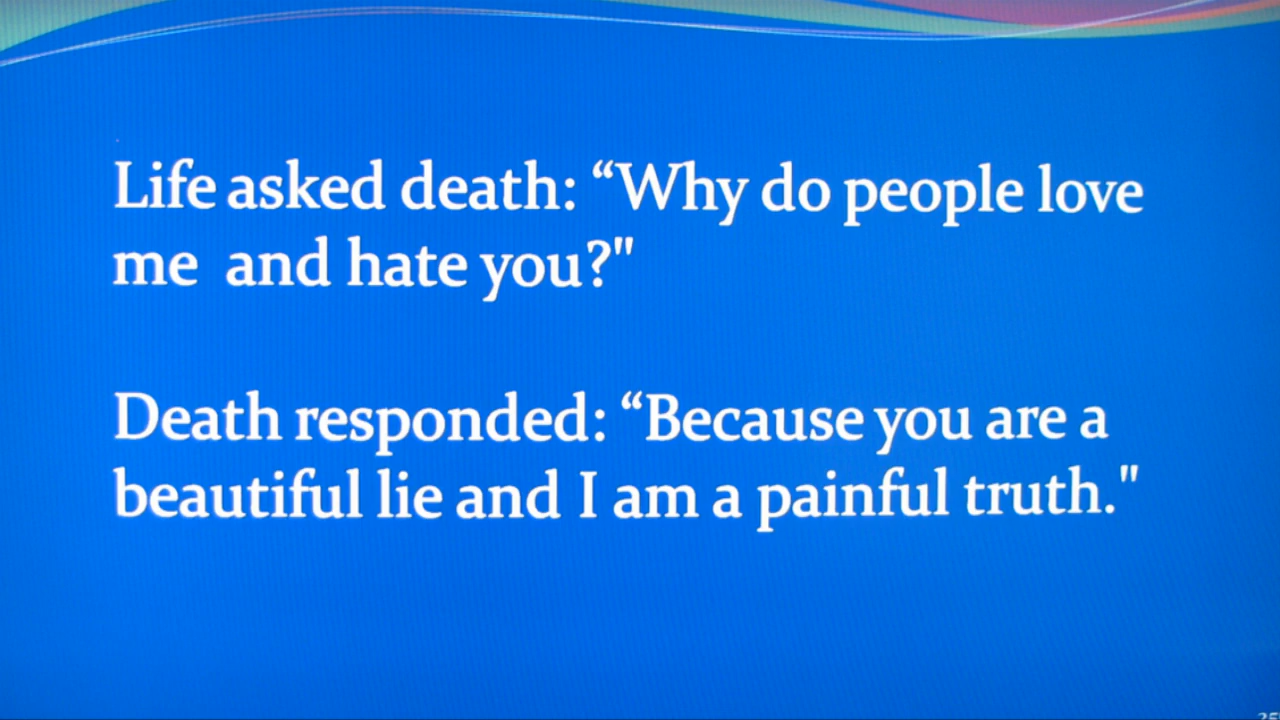 Life asked death: “Why do people love
me  and hate you?"
Death responded: “Because you are a
beautiful lie and I am a painful truth."